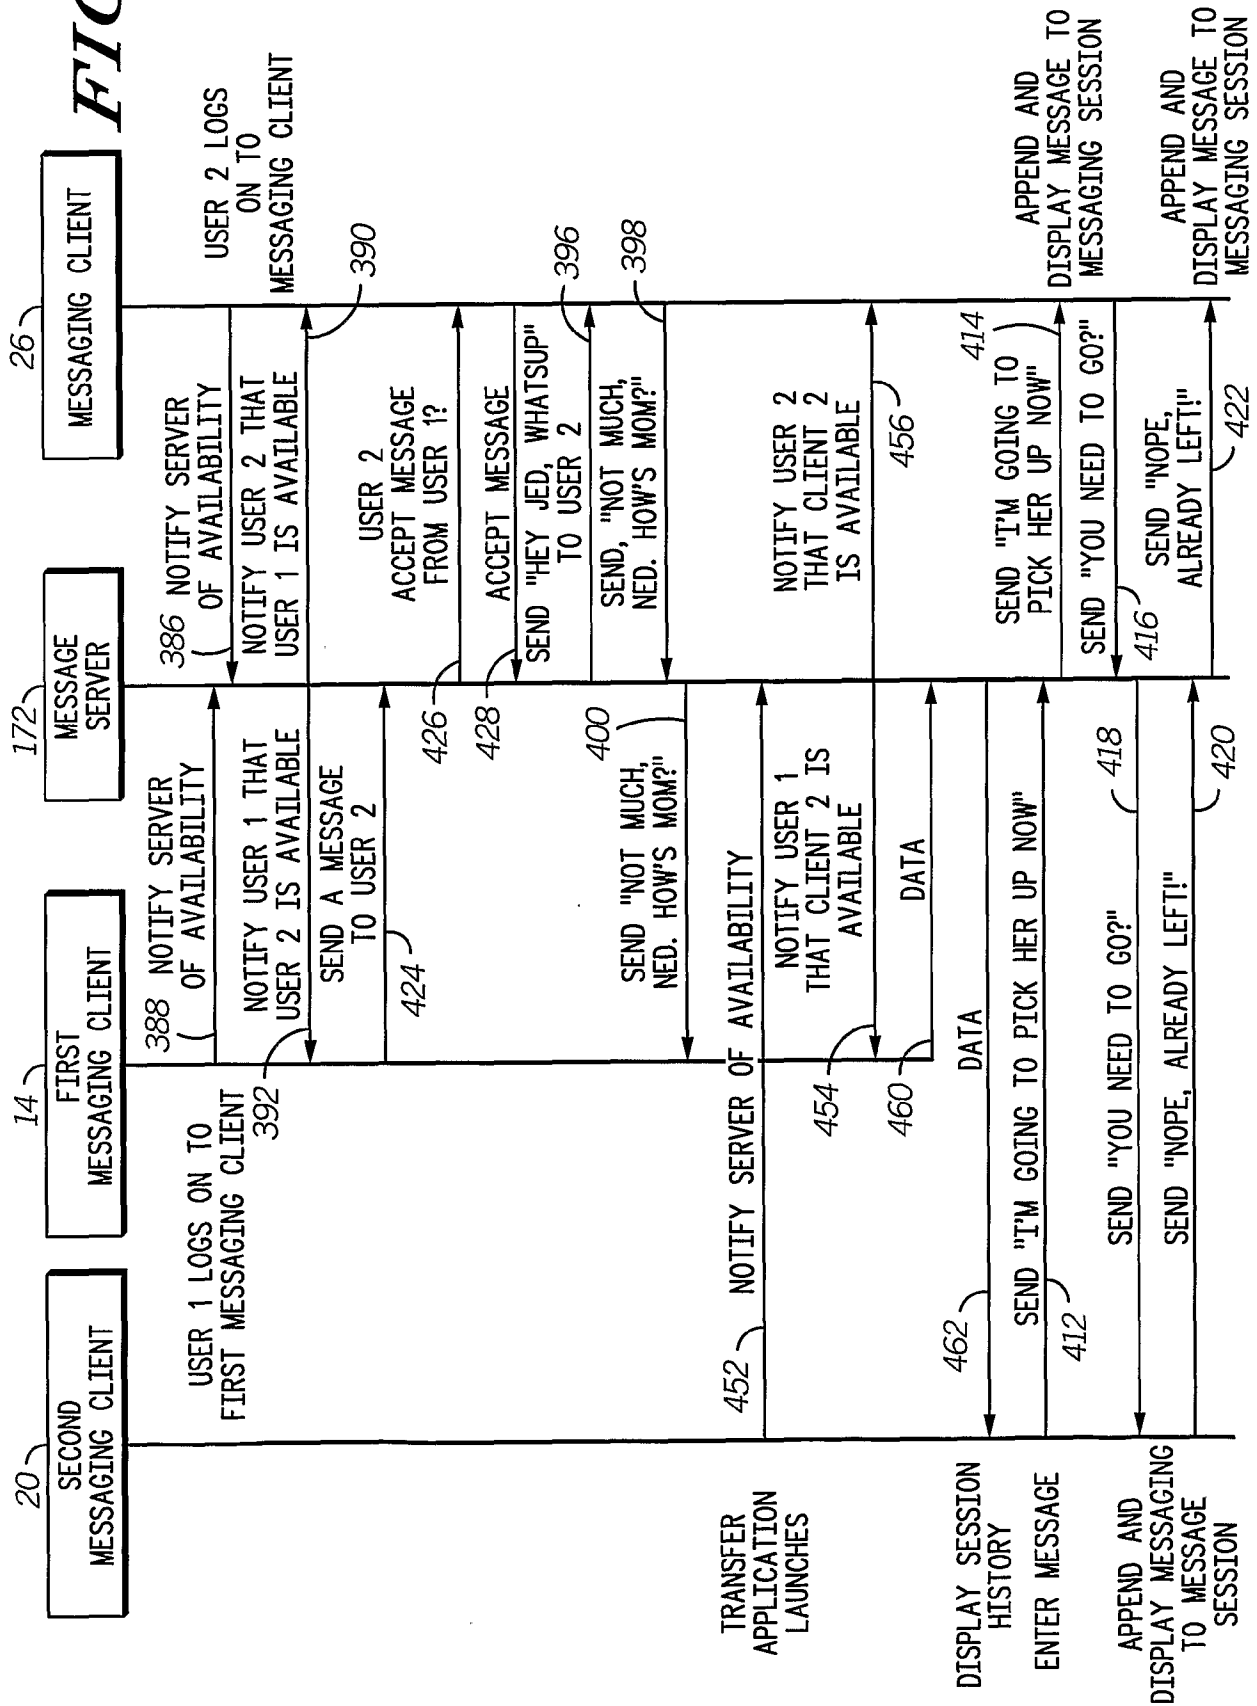 FIG
20
14
172
26
SECOND
MESSAGING CLIENT
FIRST
MESSAGING CLIENT
MESSAGE
SERVER
MESSAGING CLIENT
USER 1 LOGS ON TO
FIRST MESSAGING CLIENT
388
NOTIFY SERVER
OF AVAILABILITY
386
NOTIFY SERVER
OF AVAILABILITY
USER 2 LOGS
ON TO
MESSAGING CLIENT
392
NOTIFY USER 1 THAT
USER 2 IS AVAILABLE
NOTIFY USER 2 THAT
USER 1 IS AVAILABLE
390
SEND A MESSAGE
TO USER 2
424
USER 2
ACCEPT MESSAGE
FROM USER 1?
426
ACCEPT MESSAGE
428
SEND "HEY JED, WHATSUP"
TO USER 2
396
SEND, "NOT MUCH,
NED. HOW'S MOM?"
398
SEND "NOT MUCH,
NED. HOW'S MOM?"
400
TRANSFER
APPLICATION
LAUNCHES
452
NOTIFY SERVER OF AVAILABILITY
NOTIFY USER 1
THAT CLIENT 2 IS
AVAILABLE
454
NOTIFY USER 2
THAT CLIENT 2
IS AVAILABLE
456
460
DATA
DISPLAY SESSION
HISTORY
462
DATA
ENTER MESSAGE
SEND "I'M GOING TO PICK HER UP NOW"
412
SEND "I'M GOING TO
PICK HER UP NOW"
414
APPEND AND
DISPLAY MESSAGE TO
MESSAGING SESSION
SEND "YOU NEED TO GO?"
416
APPEND AND
DISPLAY MESSAGING
TO MESSAGE
SESSION
SEND "YOU NEED TO GO?"
418
SEND "NOPE, ALREADY LEFT!"
420
SEND "NOPE,
ALREADY LEFT!"
422
APPEND AND
DISPLAY MESSAGE TO
MESSAGING SESSION